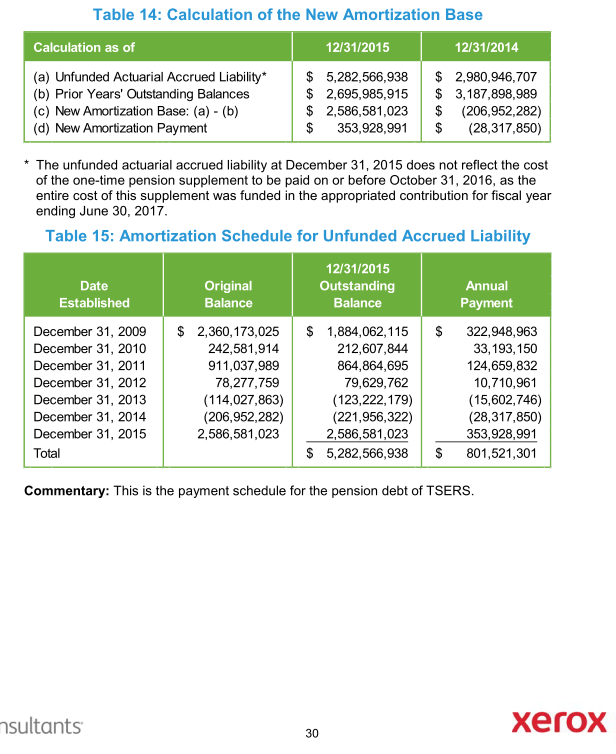 Table 14: Calculation of the New Amortization Base
Calculation as of 12/31/2015 12/31/2014
(a) Unfunded Actuarial Accrued Liability* $ 5,282,566,938 $ 2,980,946,707
(b) Prior Years' Outstanding Balances $ 2,695,985,915 $ 3,187,898,989
(c) New Amortization Base: (a) - (b) $ 2,586,581,023 $ (206,952,282)
(d) New Amortization Payment $ 353,928,991 $ (28,317,850)
* The unfunded actuarial accrued liability at December 31, 2015 does not reflect the cost
of the one-time pension supplement to be paid on or before October 31, 2016, as the
entire cost of this supplement was funded in the appropriated contribution for fiscal year
ending June 30, 2017.
Table 15: Amortization Schedule for Unfunded Accrued Liability
12/31/2015
Date Original Outstanding Annual
Established Balance Balance Payment
December 31, 2009 $ 2,360,173,025 $ 1,884,062,115 $ 322,948,963
December 31, 2010 242,581,914 212,607,844 33,193,150
December 31, 2011 911,037,989 864,864,695 124,659,832
December 31, 2012 78,277,759 79,629,762 10,710,961
December 31, 2013 (114,027,863) (123,222,179) (15,602,746)
December 31, 2014 (206,952,282) (221,956,322) (28,317,850)
December 31, 2015 2,586,581,023 2,586,581,023 353,928,991
Total $ 5,282,566,938 $ 801,521,301
Commentary: This is the payment schedule for the pension debt of TSERS.
nsultants
30
xerox